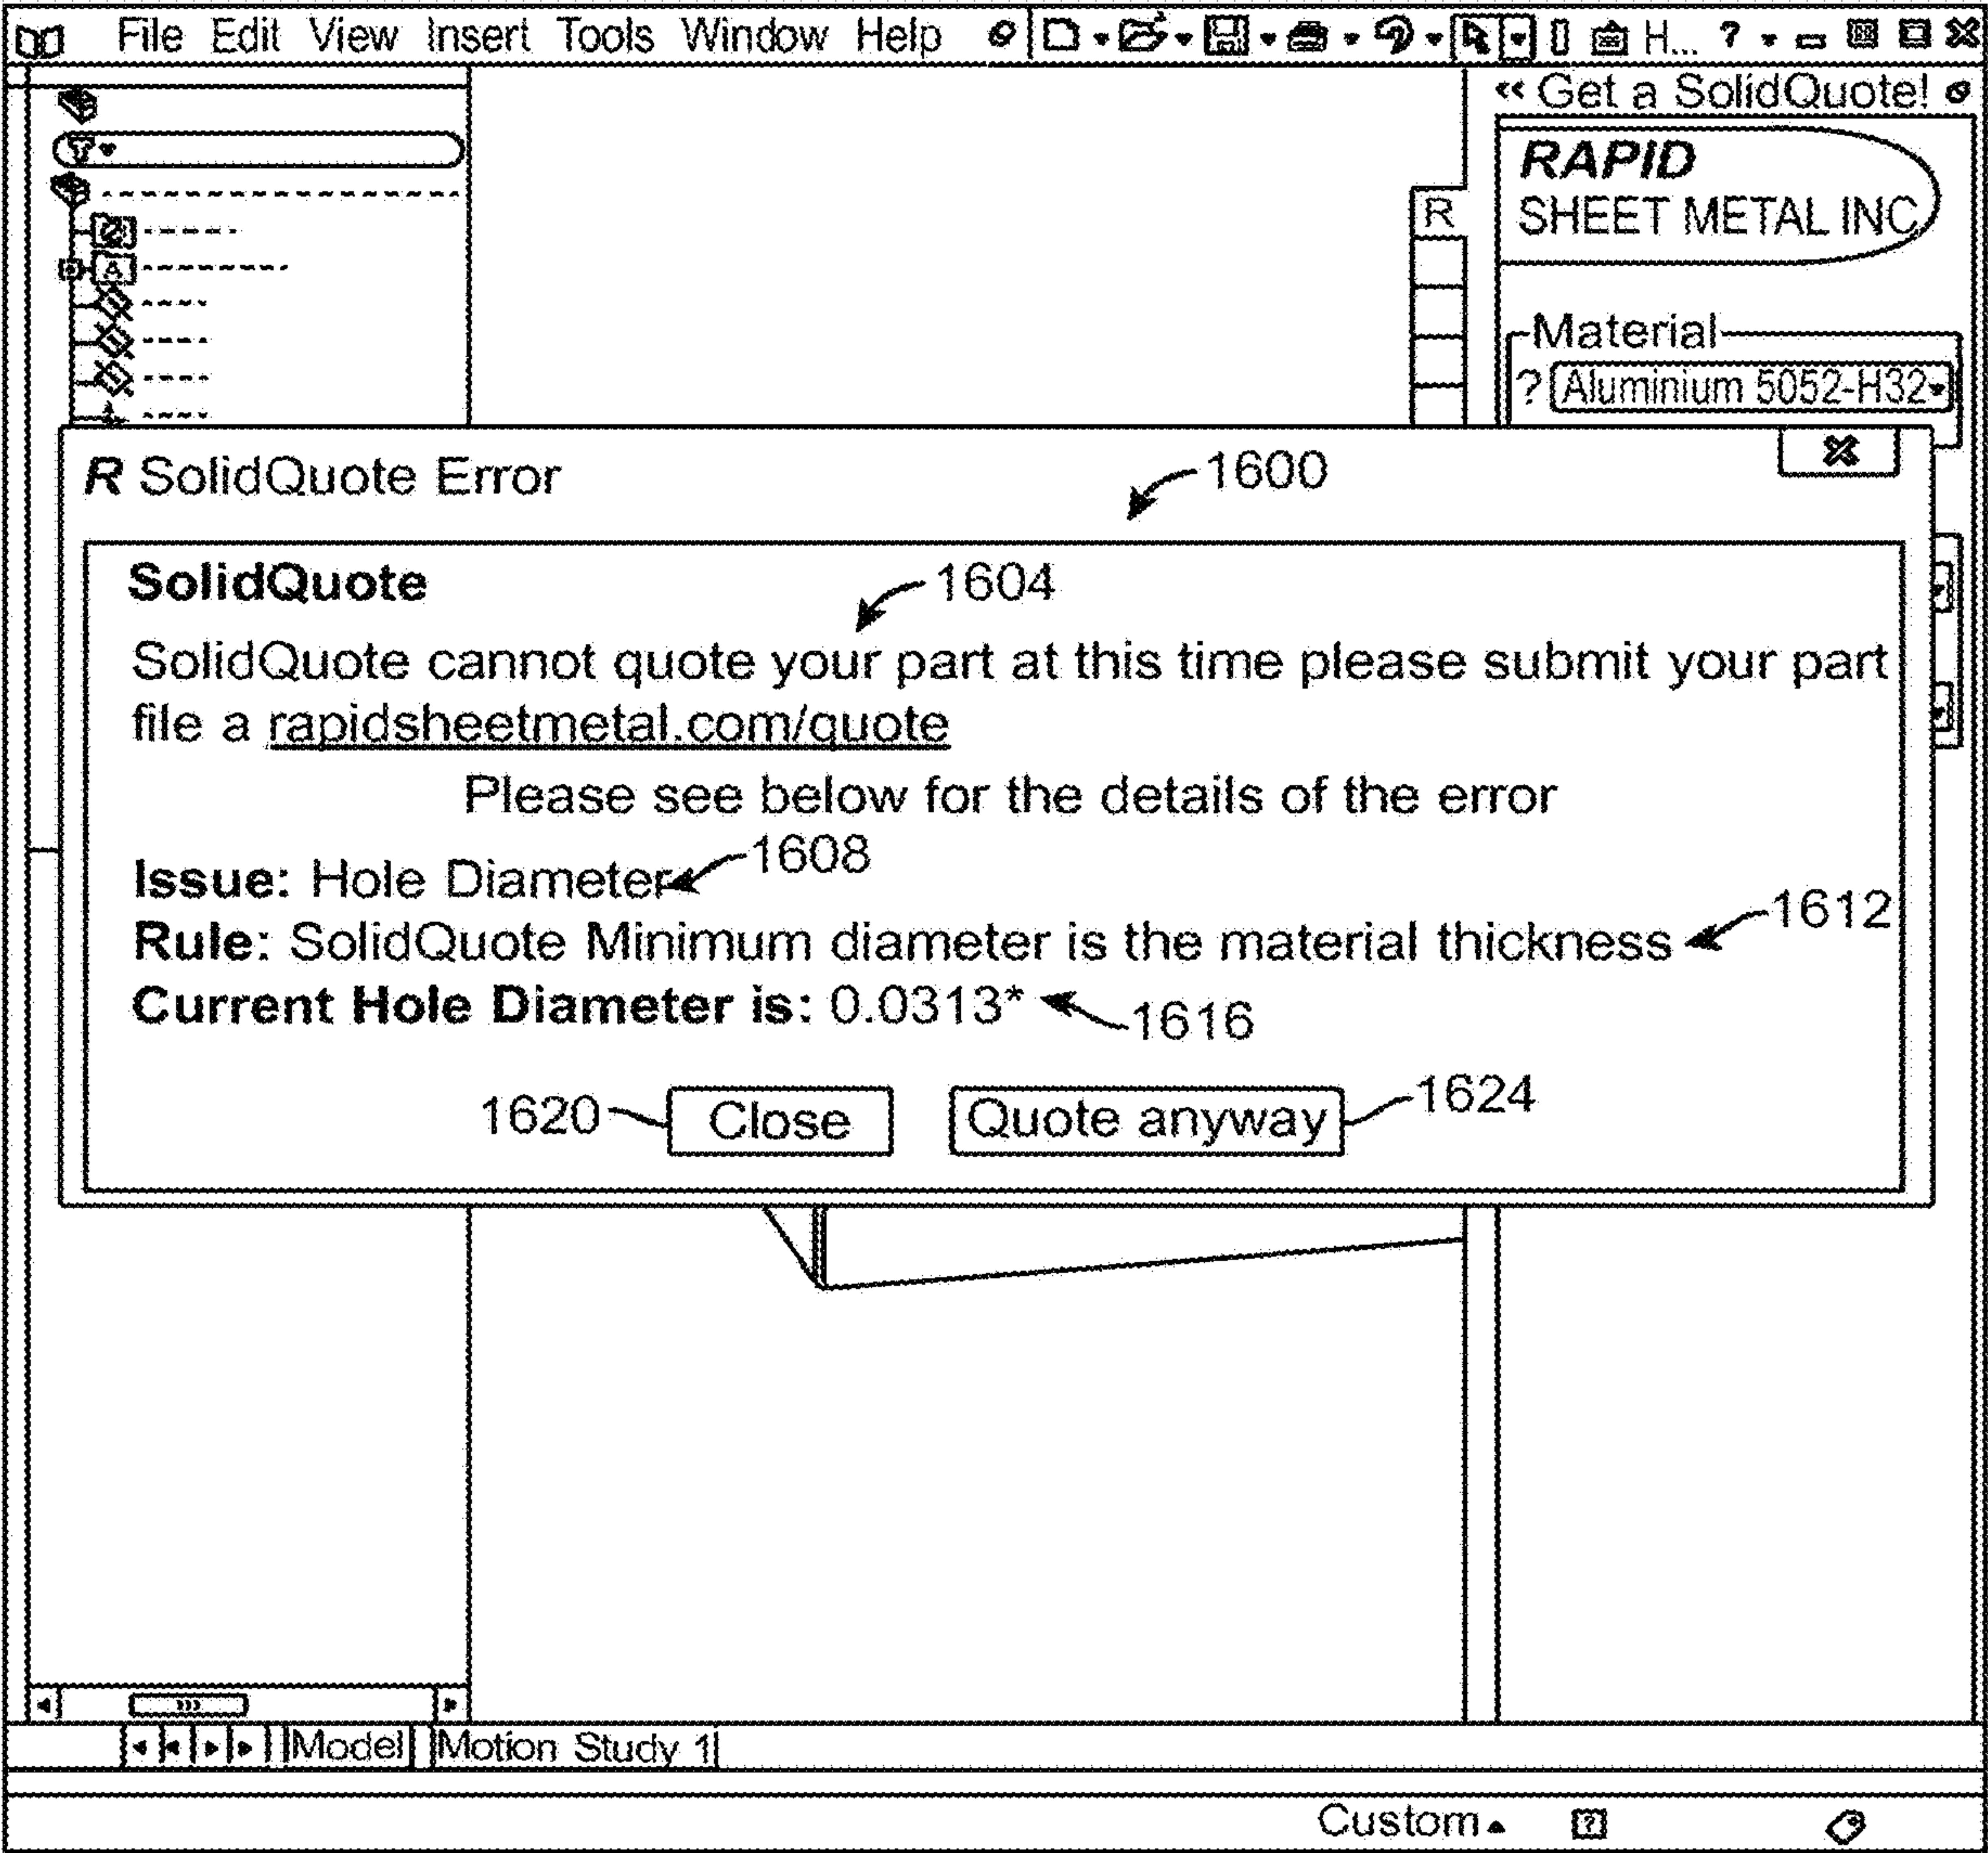 File Edit View Insert Tools Window Help H... ?
« Get a SolidQuote!
RAPID
SHEET METAL INC
R
Material
? Aluminium 5052-H32
R SolidQuote Error
1600
SolidQuote
1604
SolidQuote cannot quote your part at this time please submit your part
file a rapidsheetmetal.com/quote
Please see below for the details of the error
Issue: Hole Diameter
1608
Rule: SolidQuote Minimum diameter is the material thickness
1612
Current Hole Diameter is: 0.0313*
1616
1620
Close
Quote anyway
1624
Model
Motion Study 1
Custom
?